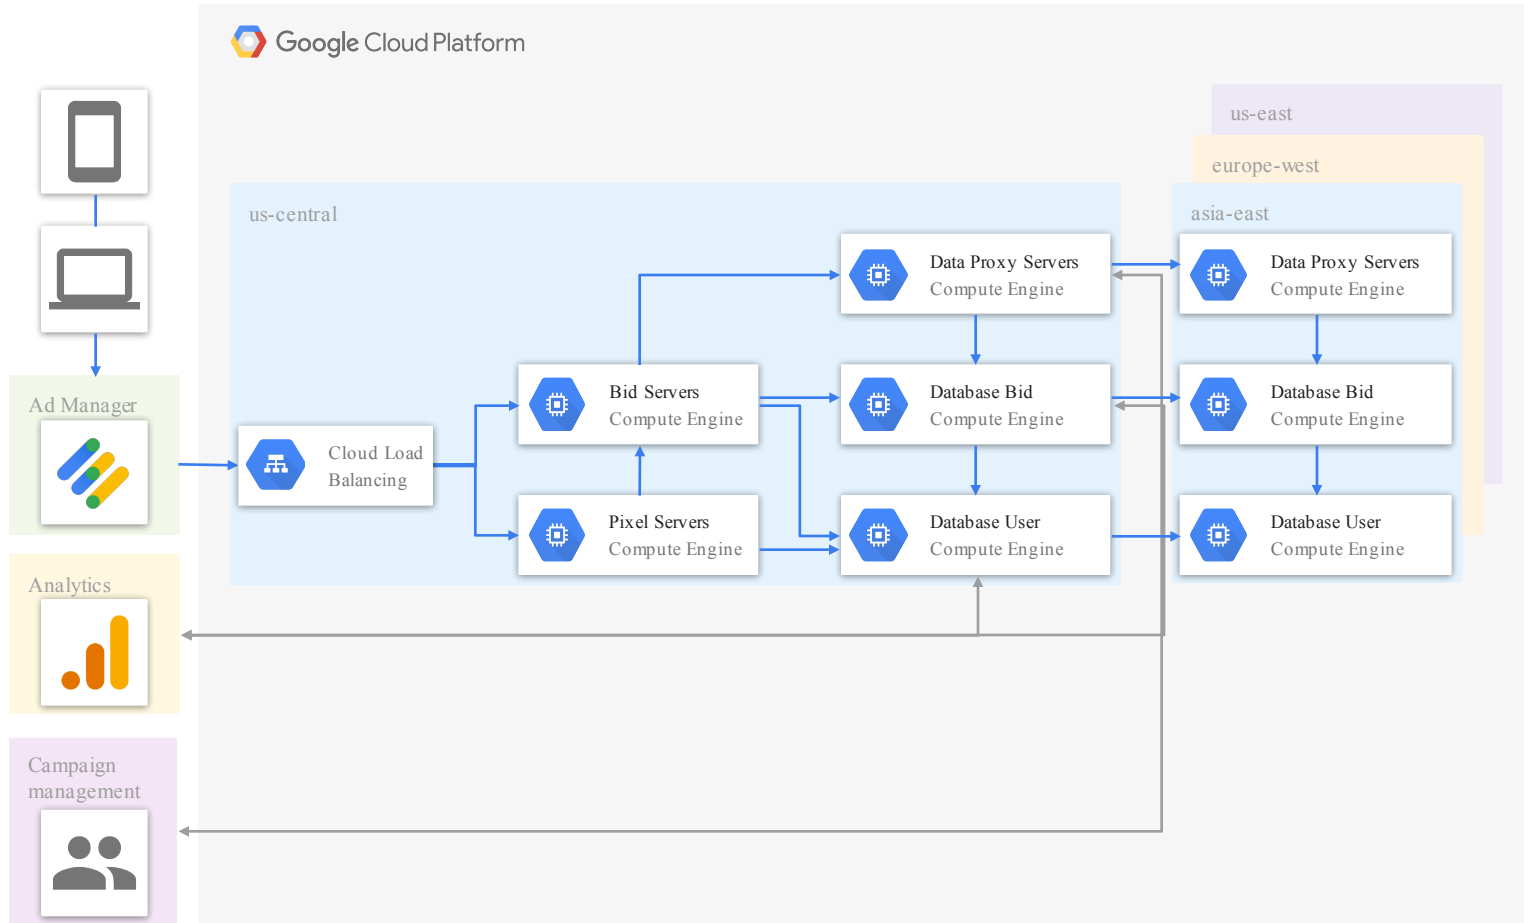 Google Cloud Platform
us-east
europe-west
us-central
asia-east
Data Proxy Servers
Compute Engine
Data Proxy Servers
Compute Engine
Ad Manager
Bid Servers
Compute Engine
Database Bid
Compute Engine
Database Bid
Compute Engine
Cloud Load
Balancing
Pixel Servers
Compute Engine
Database User
Compute Engine
Database User
Compute Engine
Analytics
Campaign
management